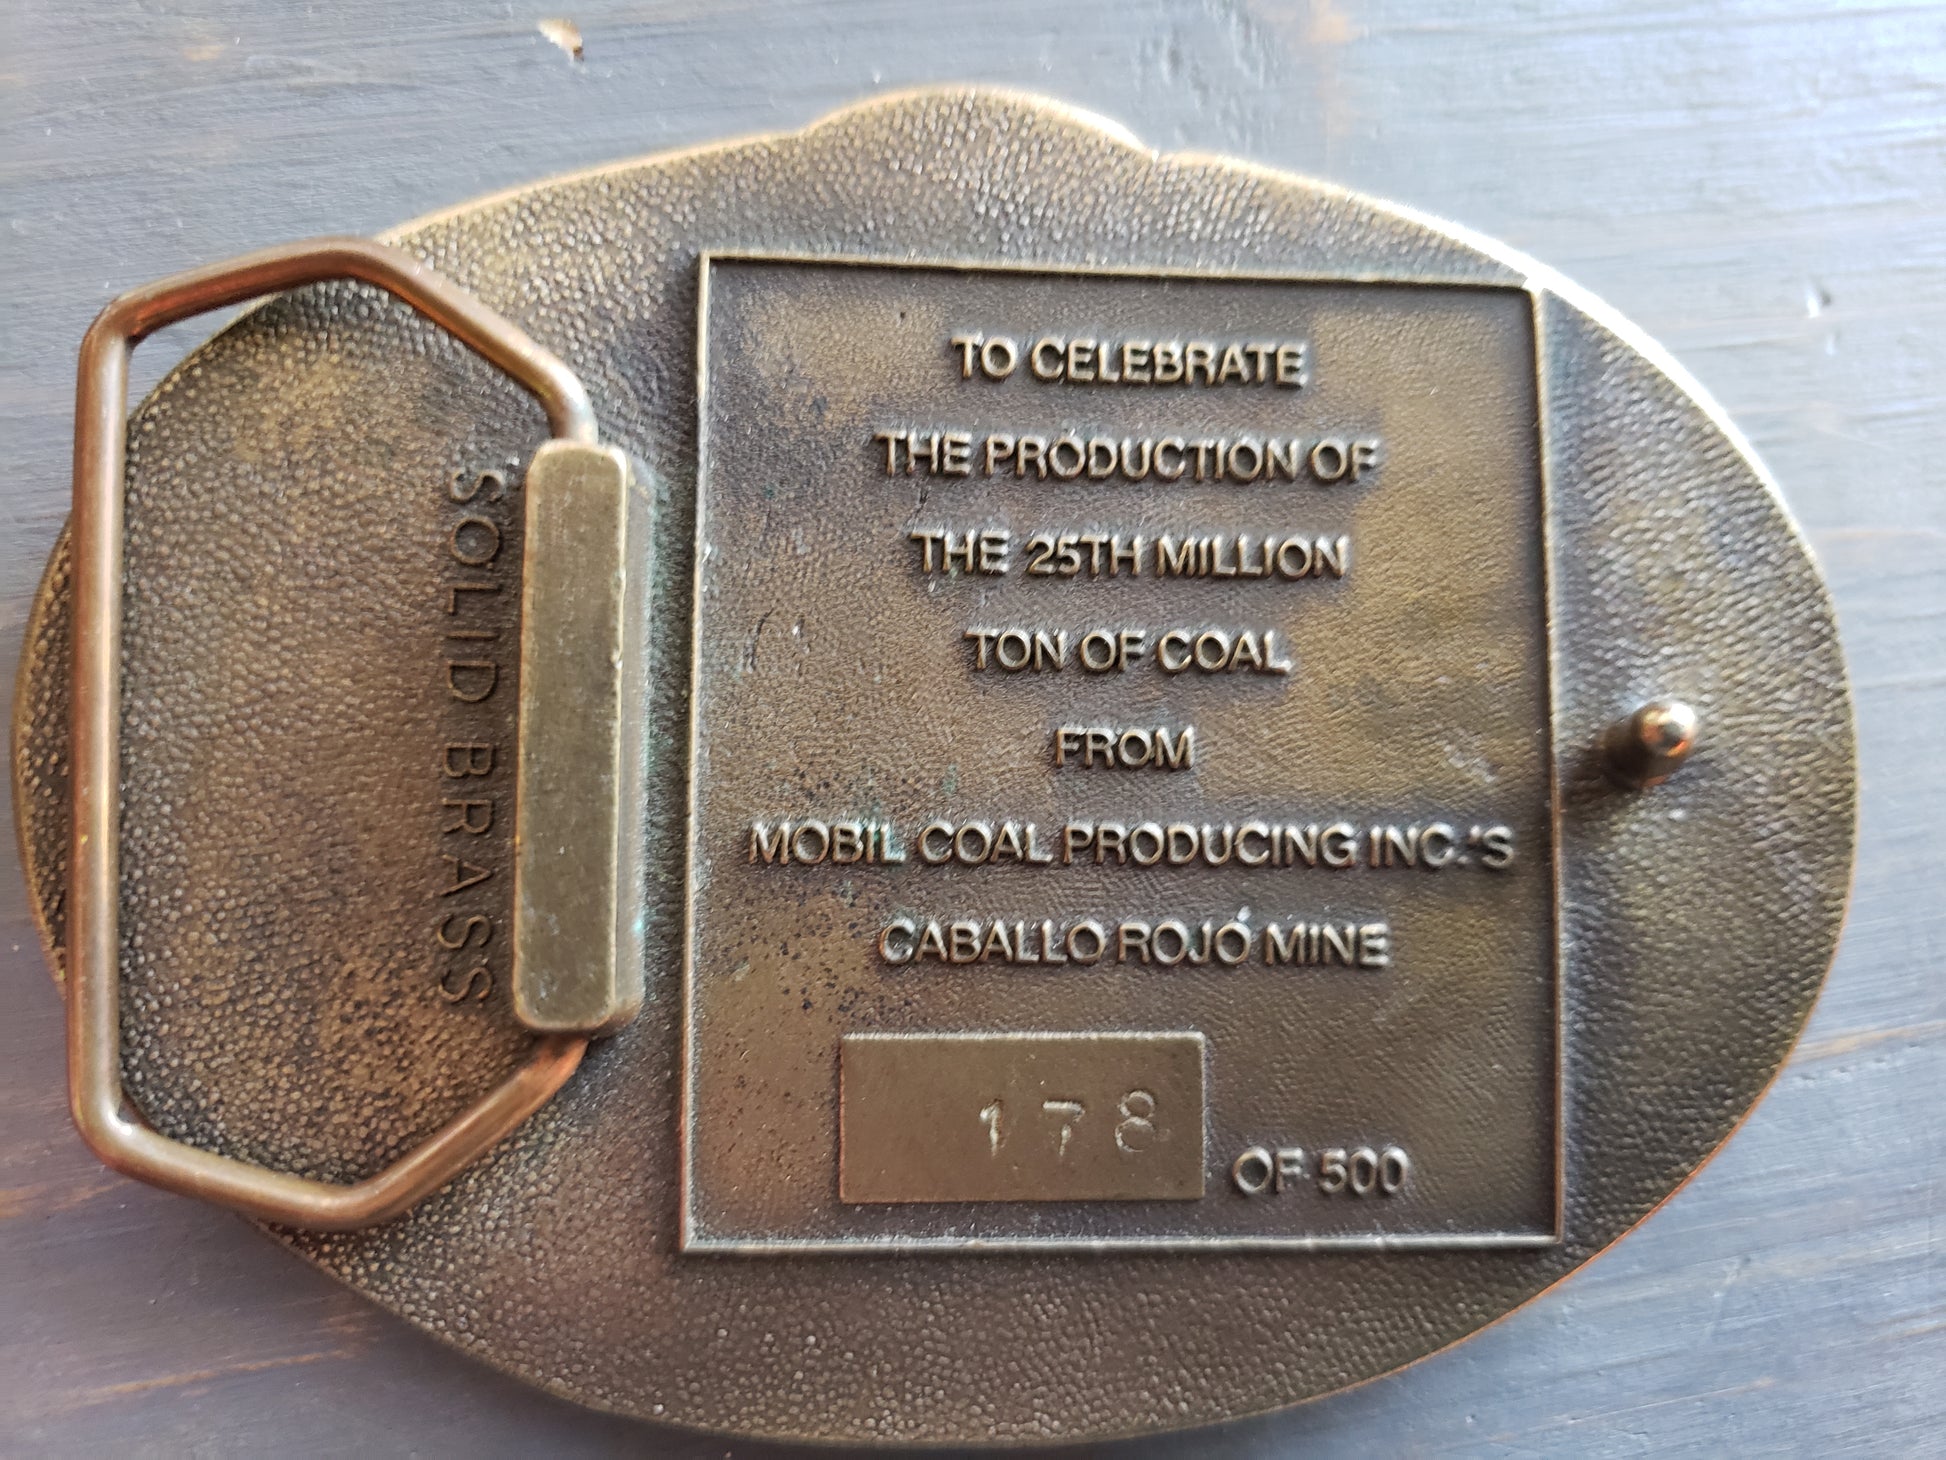 SOLID BRASS
TO CELEBRATE
THE PRODUCTION OF
THE 25TH MILLION
TON OF COAL
FROM
MOBIL COAL PRODUCING INC.'S
CABALLO ROJÓ MINE
178 OF 500